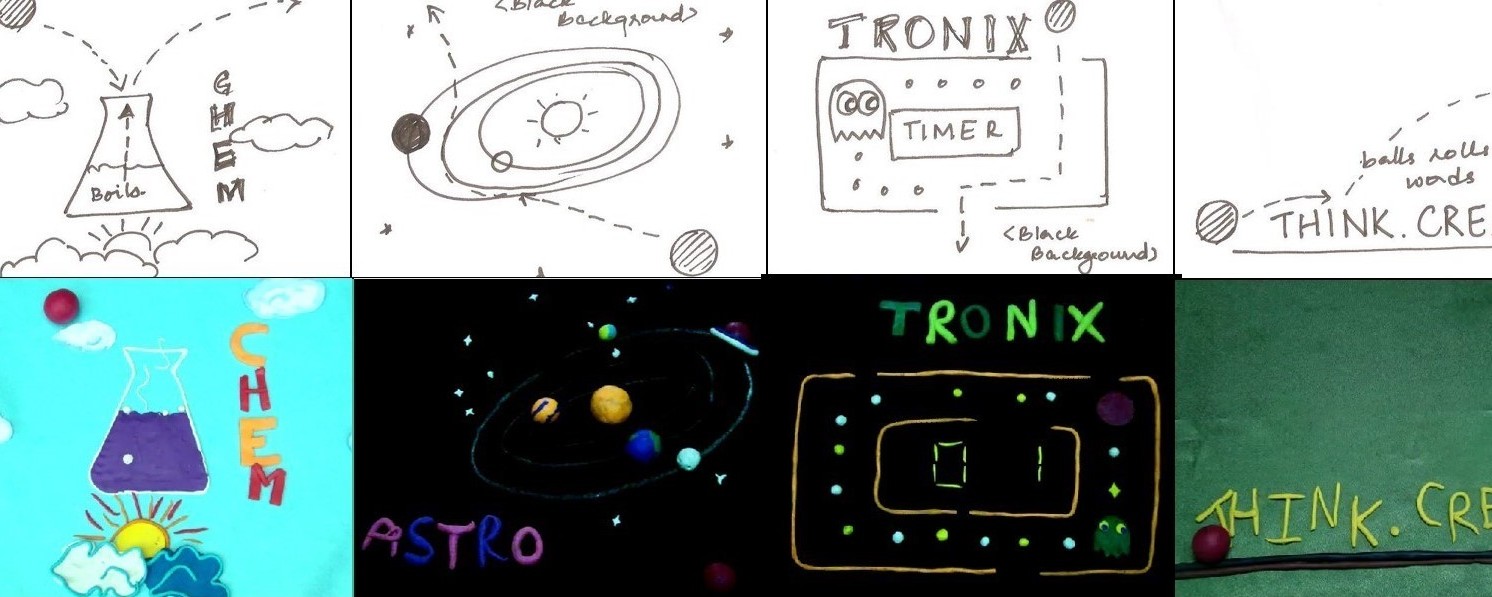 <Black
Background>
TRONIX
CHEM
Boils.
TIMER
balls rolls
words
THINK. CRE
<Black
Background>
CHEM
ASTRO
TRONIX
01
THINK. CRE